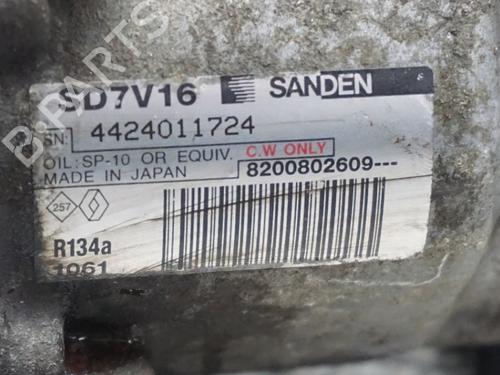 SD7V16 SANDEN
SN: 4424011724
OIL: SP-10 OR EQUIV. C.W ONLY
MADE IN JAPAN 8200802609---
257
R134a
1061
B-PARTS